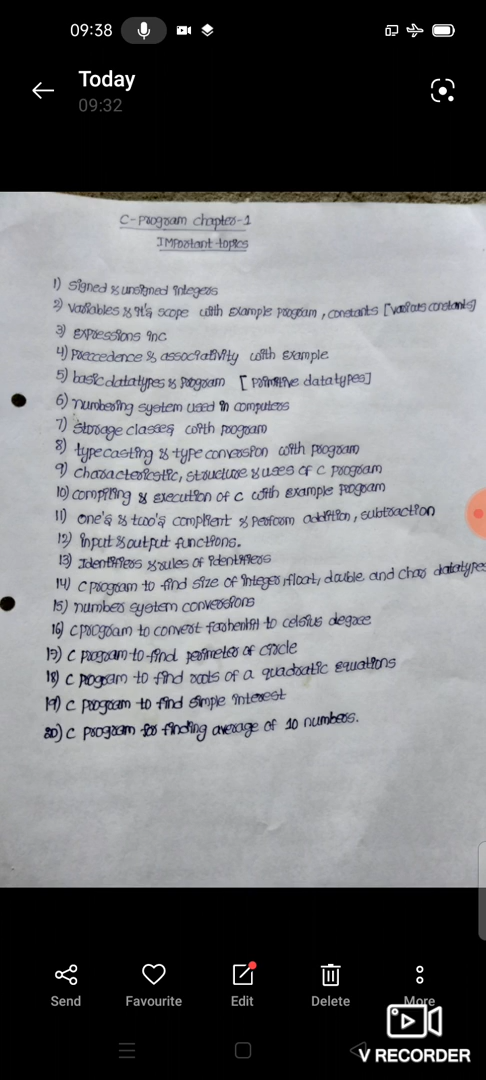 09:38
Today
09:32
C-Program chapter-1
IMPortant topics
1) Signed & unsigned integers
2) Variables & it's scope with Example program, constants [variats constants]
3) Expressions inc
4) Precedence & associativity with example
5) basic datatypes & program [primitive datatypes]
6) numbering system used in computers
7) Storage classes with program
8) typecasting & type conversion with program
9) characterisstic, structure & uses of C program
10) compiling & execution of C with example program
11) one's & two's complient & perform addition, subtraction
12) input & output functions.
13) Identifiers & rules of identifiers
14) C program to find size of integer, float, double and char datatypes
15) number system conversions
16) C program to convert farhenhit to celsius degree
17) C program to find perimeter of circle
18) C program to find roots of a quadratic equations
19) C program to find simple interest
20) C program for finding average of 10 numbers.
Send Favourite Edit Delete More
V RECORDER